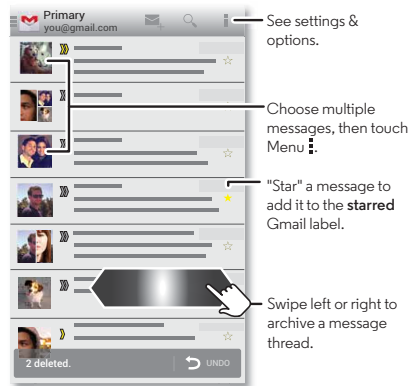 Primary
you@gmail.com
See settings &
options.
Choose multiple
messages, then touch
Menu .
"Star" a message to
add it to the starred
Gmail label.
Swipe left or right to
archive a message
thread.
2 deleted.
UNDO